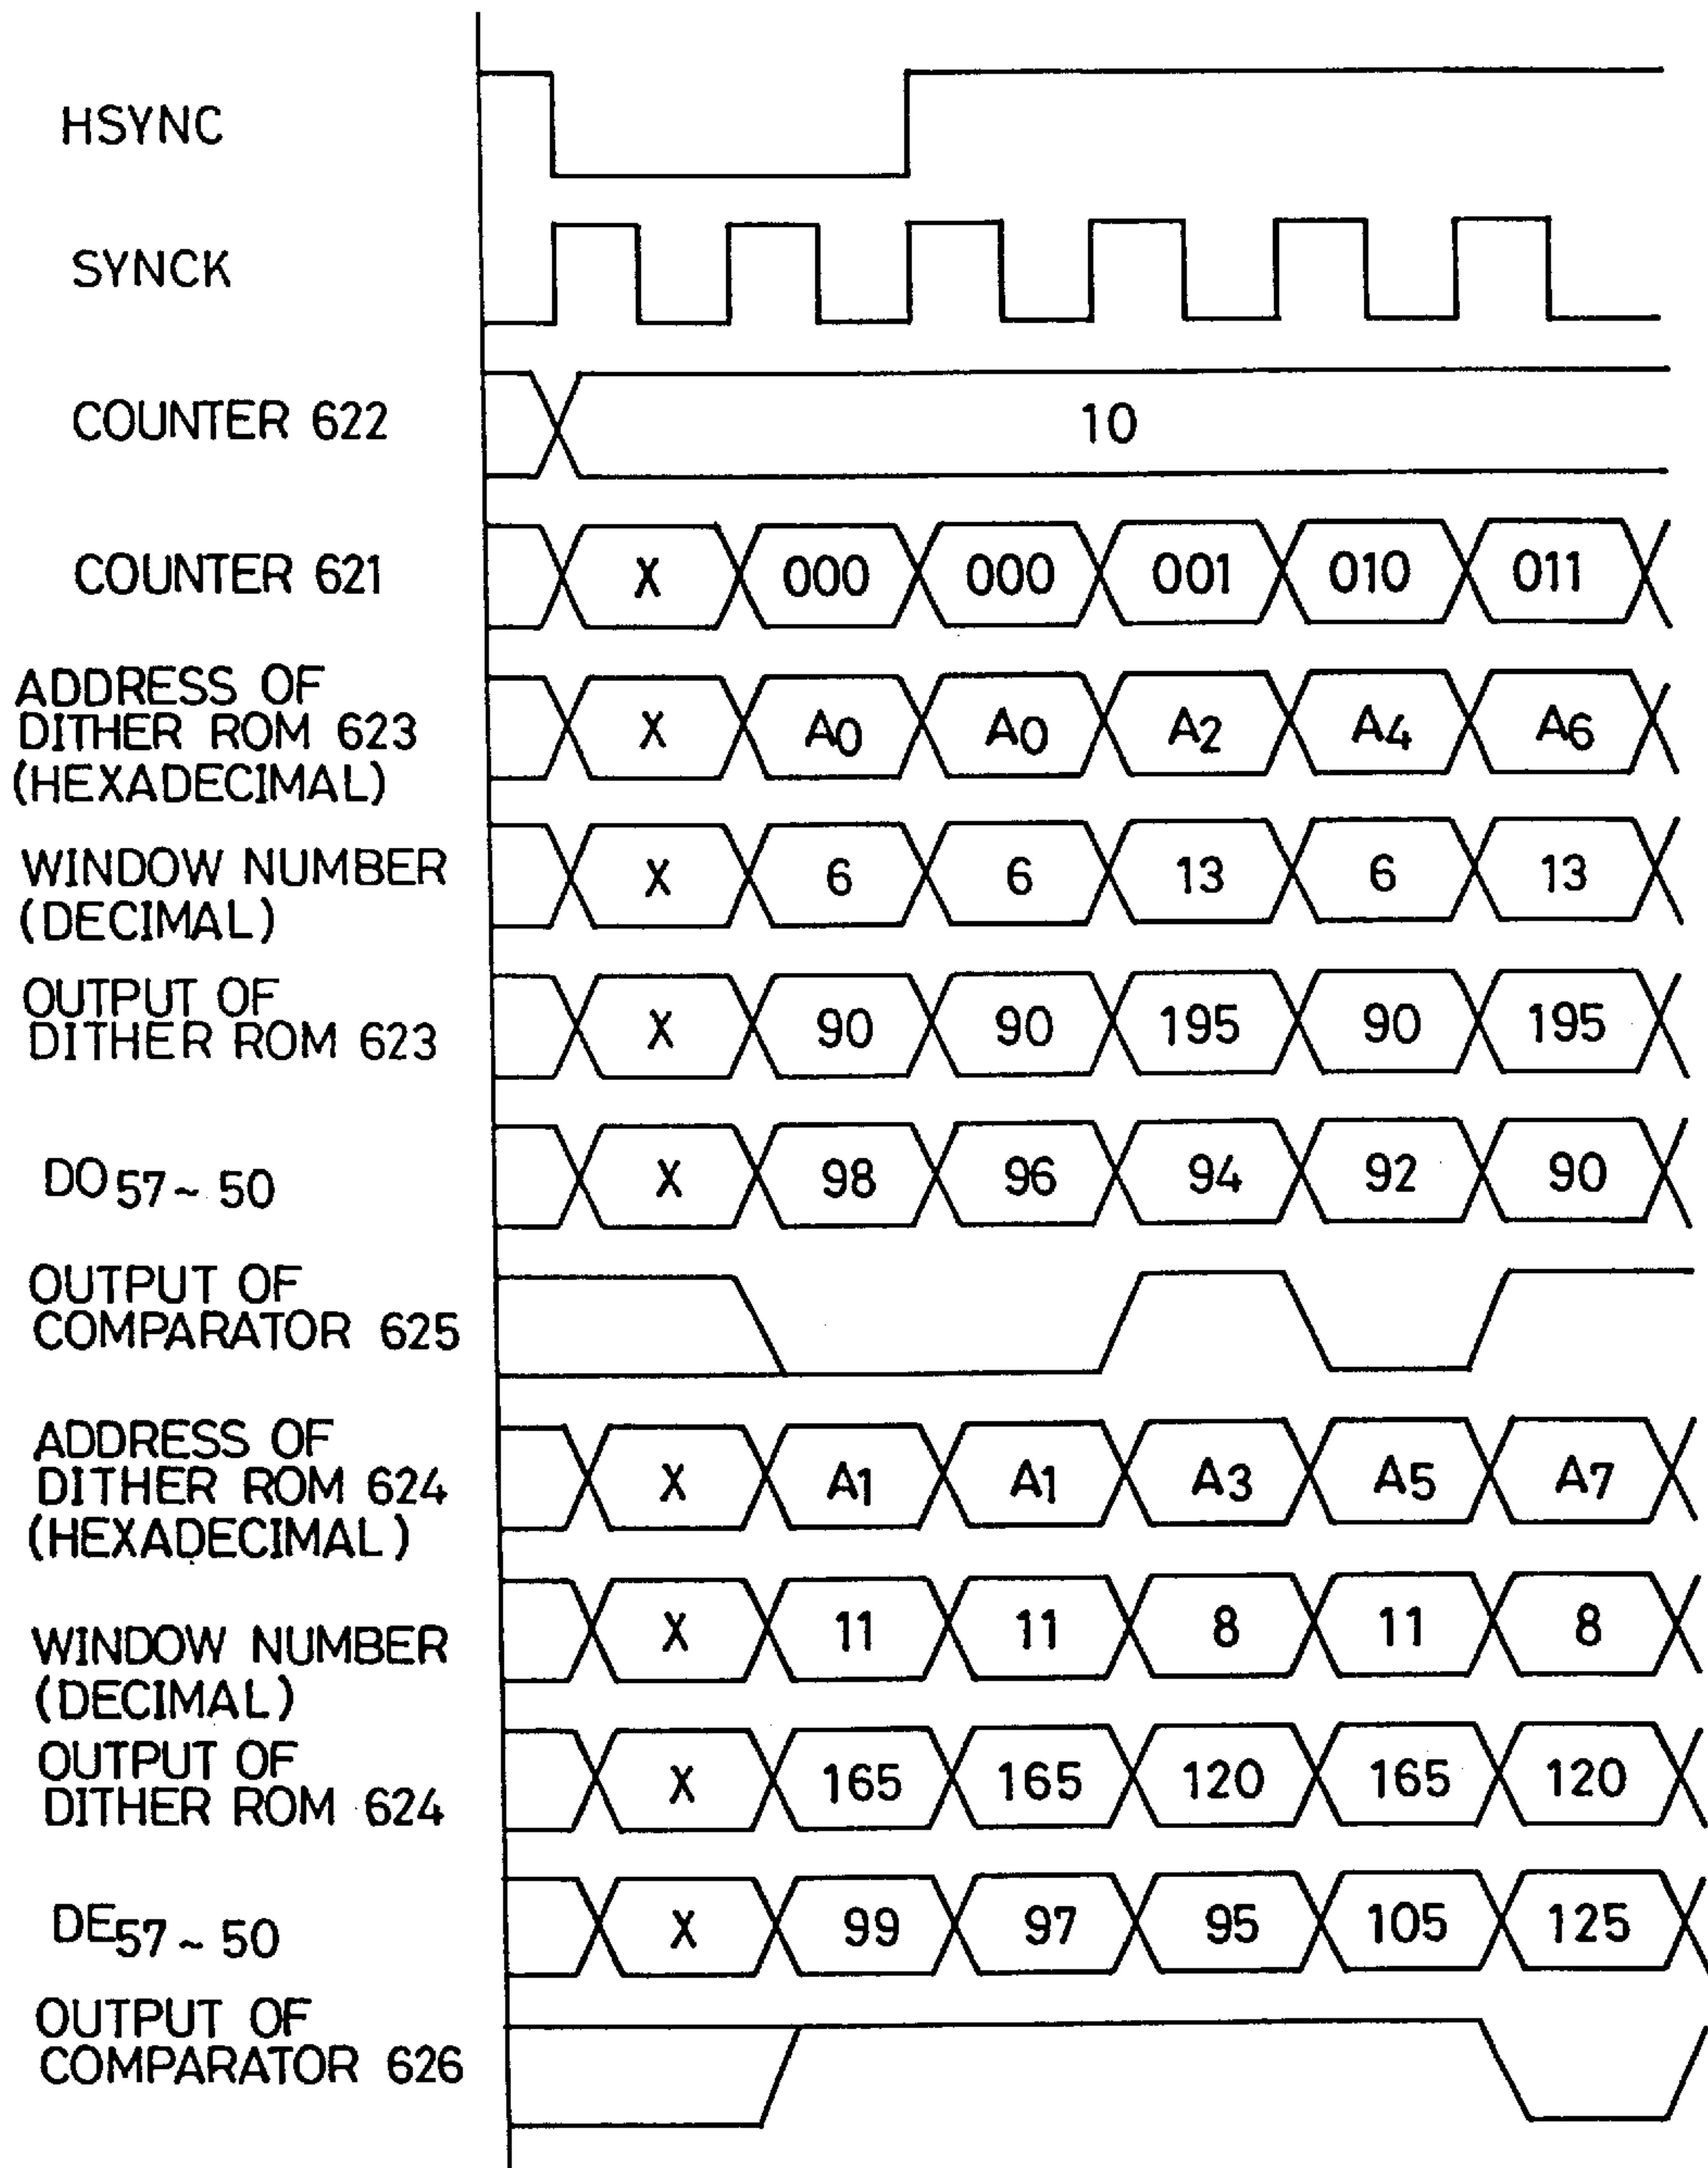 HSYNC
SYNCK
COUNTER 622
10
COUNTER 621
X 000 000 001 010 011
ADDRESS OF
DITHER ROM 623
(HEXADECIMAL)
X A0 A0 A2 A4 A6
WINDOW NUMBER
(DECIMAL)
X 6 6 13 6 13
OUTPUT OF
DITHER ROM 623
X 90 90 195 90 195
DO57~50
X 98 96 94 92 90
OUTPUT OF
COMPARATOR 625
ADDRESS OF
DITHER ROM 624
(HEXADECIMAL)
X A1 A1 A3 A5 A7
WINDOW NUMBER
(DECIMAL)
X 11 11 8 11 8
OUTPUT OF
DITHER ROM 624
X 165 165 120 165 120
DE57~50
X 99 97 95 105 125
OUTPUT OF
COMPARATOR 626